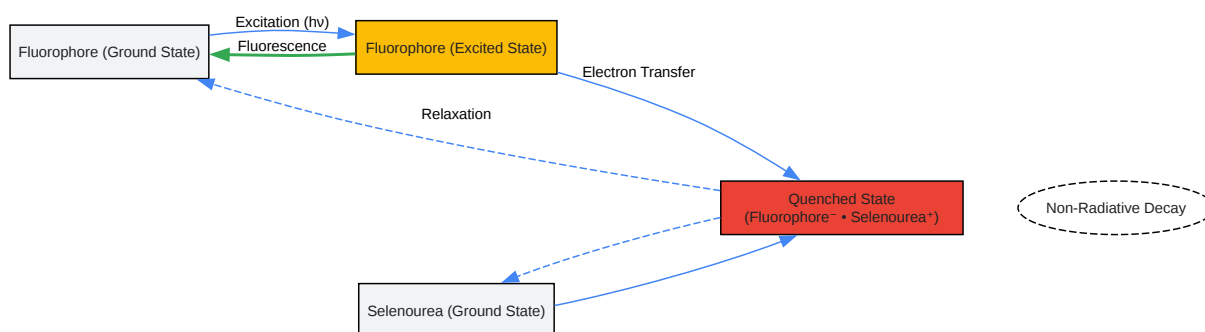 Excitation (hν)
Fluorophore (Ground State)
Fluorescence
Fluorophore (Excited State)
Electron Transfer
Relaxation
Quenched State
(Fluorophore⁻ • Selenourea⁺)
Non-Radiative Decay
Selenourea (Ground State)